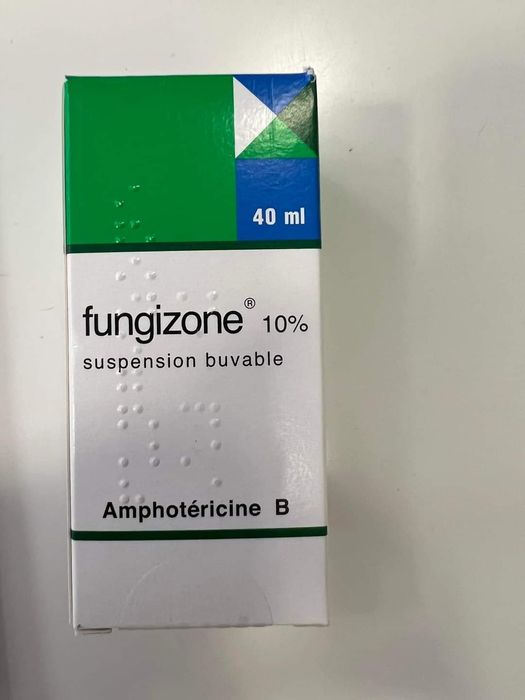 40 ml
fungizone® 10%
suspension buvable
Amphotéricine B